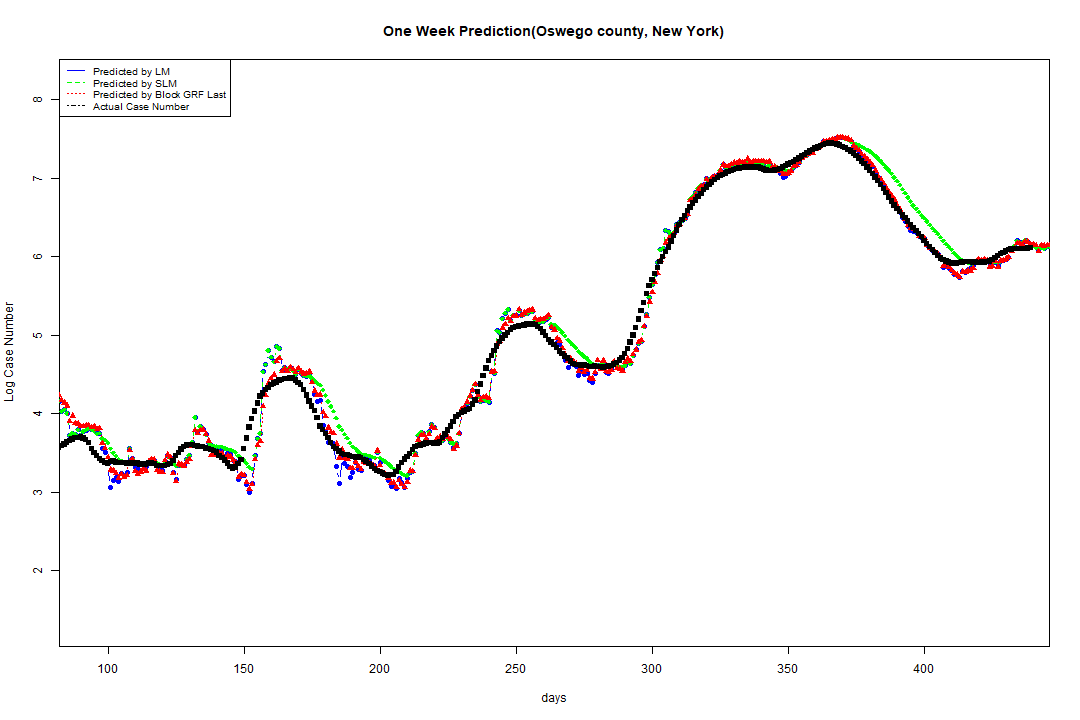 One Week Prediction(Oswego county, New York)
Predicted by LM
Predicted by SLM
Predicted by Block GRF Last
Actual Case Number
8
7
6
5
4
3
2
Log Case Number
100 150 200 250 300 350 400
days